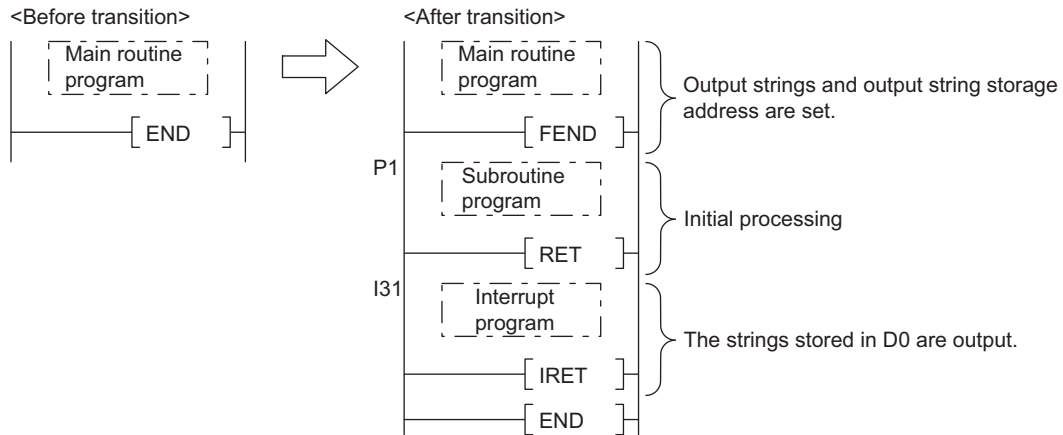 <Before transition>
Main routine
program
END
<After transition>
Main routine
program
FEND
Output strings and output string storage
address are set.
P1
Subroutine
program
RET
Initial processing
I31
Interrupt
program
IRET
The strings stored in D0 are output.
END